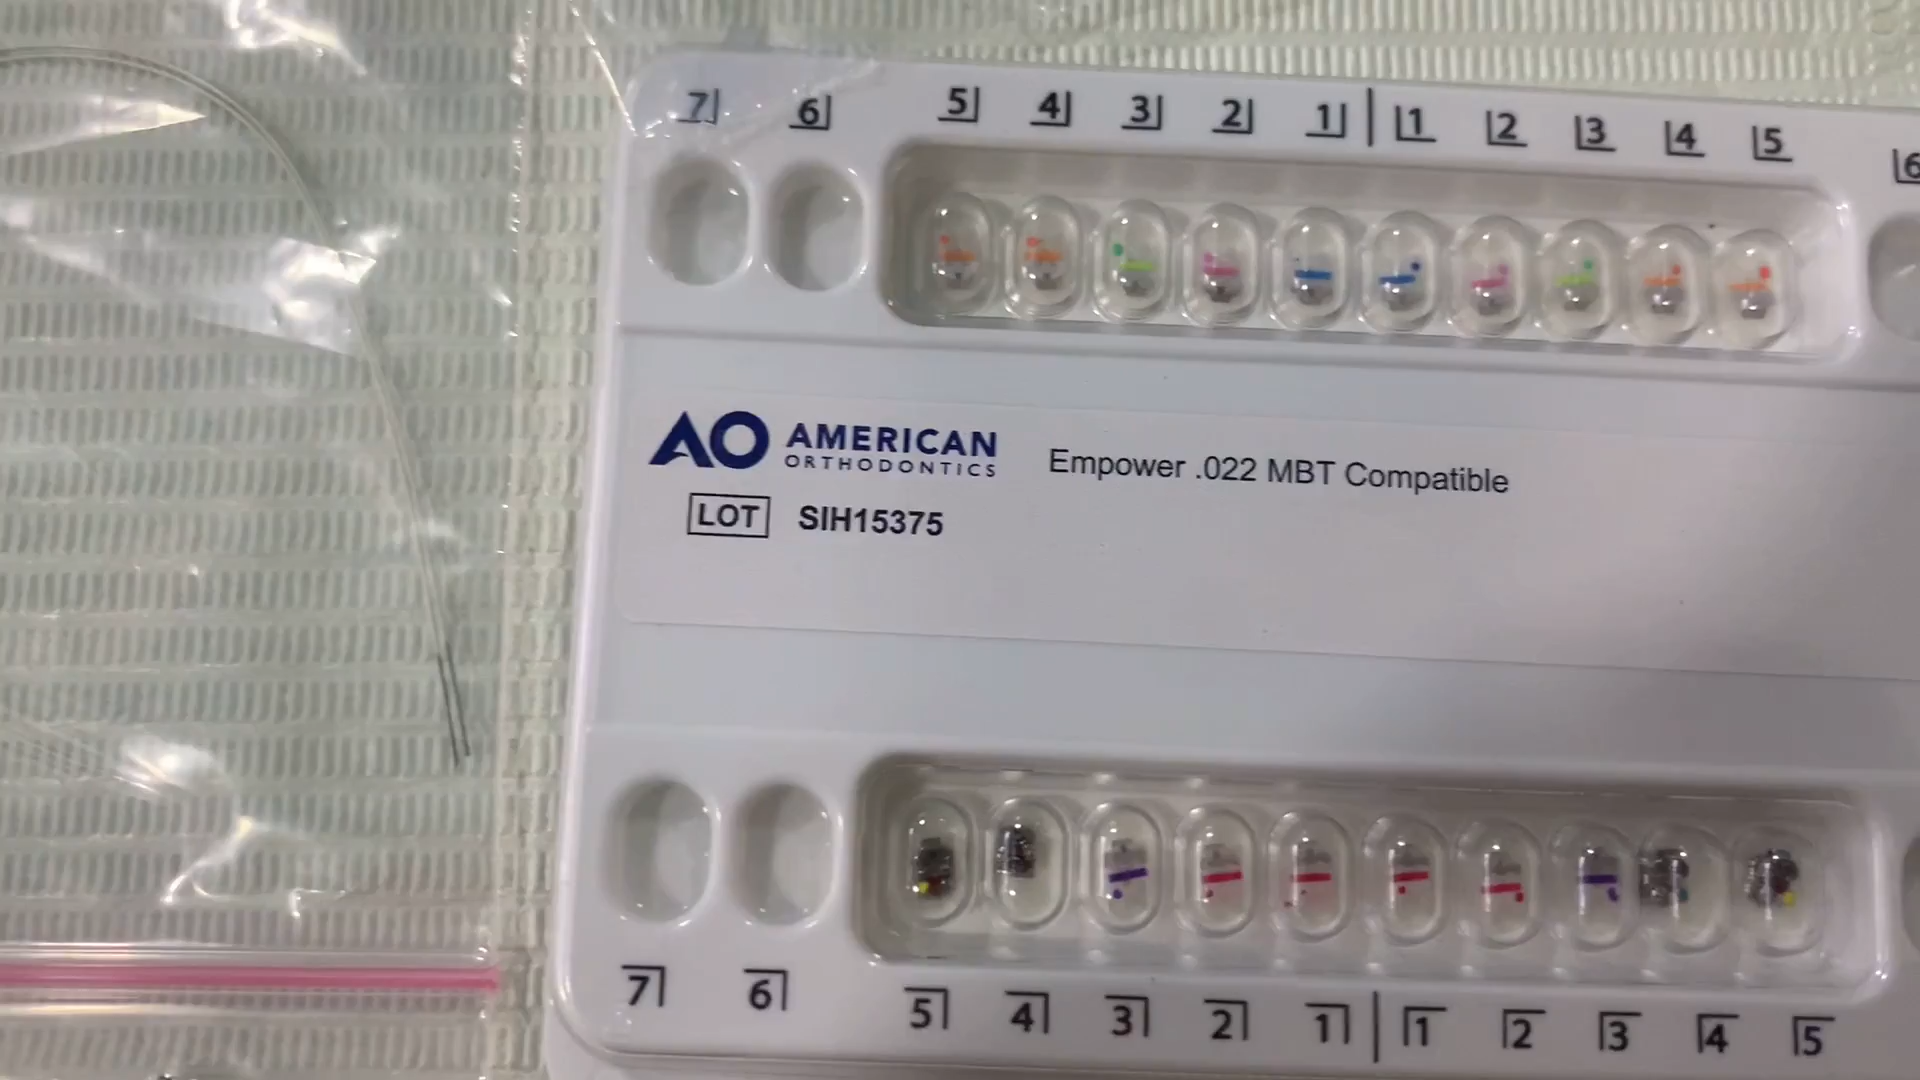 7 6 5 4 3 2 1 1 2 3 4 5 6
AO AMERICAN ORTHODONTICS
Empower .022 MBT Compatible
LOT SIH15375
7 6 5 4 3 2 1 1 2 3 4 5